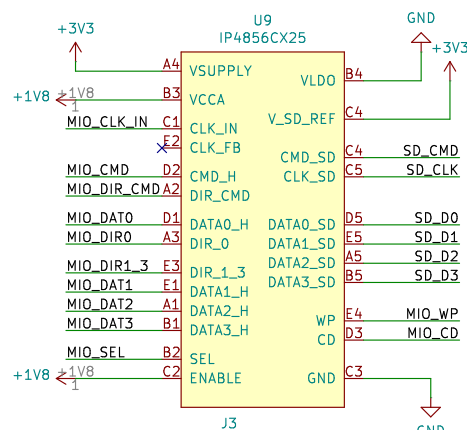 U9
IP4856CX25
GND
+3V3
+3V3
A4 VSUPPLY
VLDO B4
+1V8 +1V8 1 B3 VCCA
V_SD_REF C4
MIO_CLK_IN C1 CLK_IN
E2 CLK_FB
CMD_SD C4 SD_CMD
MIO_CMD D2 CMD_H
CLK_SD C5 SD_CLK
MIO_DIR_CMD A2 DIR_CMD
MIO_DAT0 D1 DATA0_H
DATA0_SD D5 SD_D0
MIO_DIR0 A3 DIR_0
DATA1_SD E5 SD_D1
DATA2_SD A5 SD_D2
MIO_DIR1_3 E3 DIR_1_3
DATA3_SD B5 SD_D3
MIO_DAT1 E1 DATA1_H
MIO_DAT2 A1 DATA2_H
MIO_DAT3 B1 DATA3_H
WP E4 MIO_WP
CD D3 MIO_CD
MIO_SEL B2 SEL
+1V8 +1V8 1 C2 ENABLE
GND C3
J3
GND